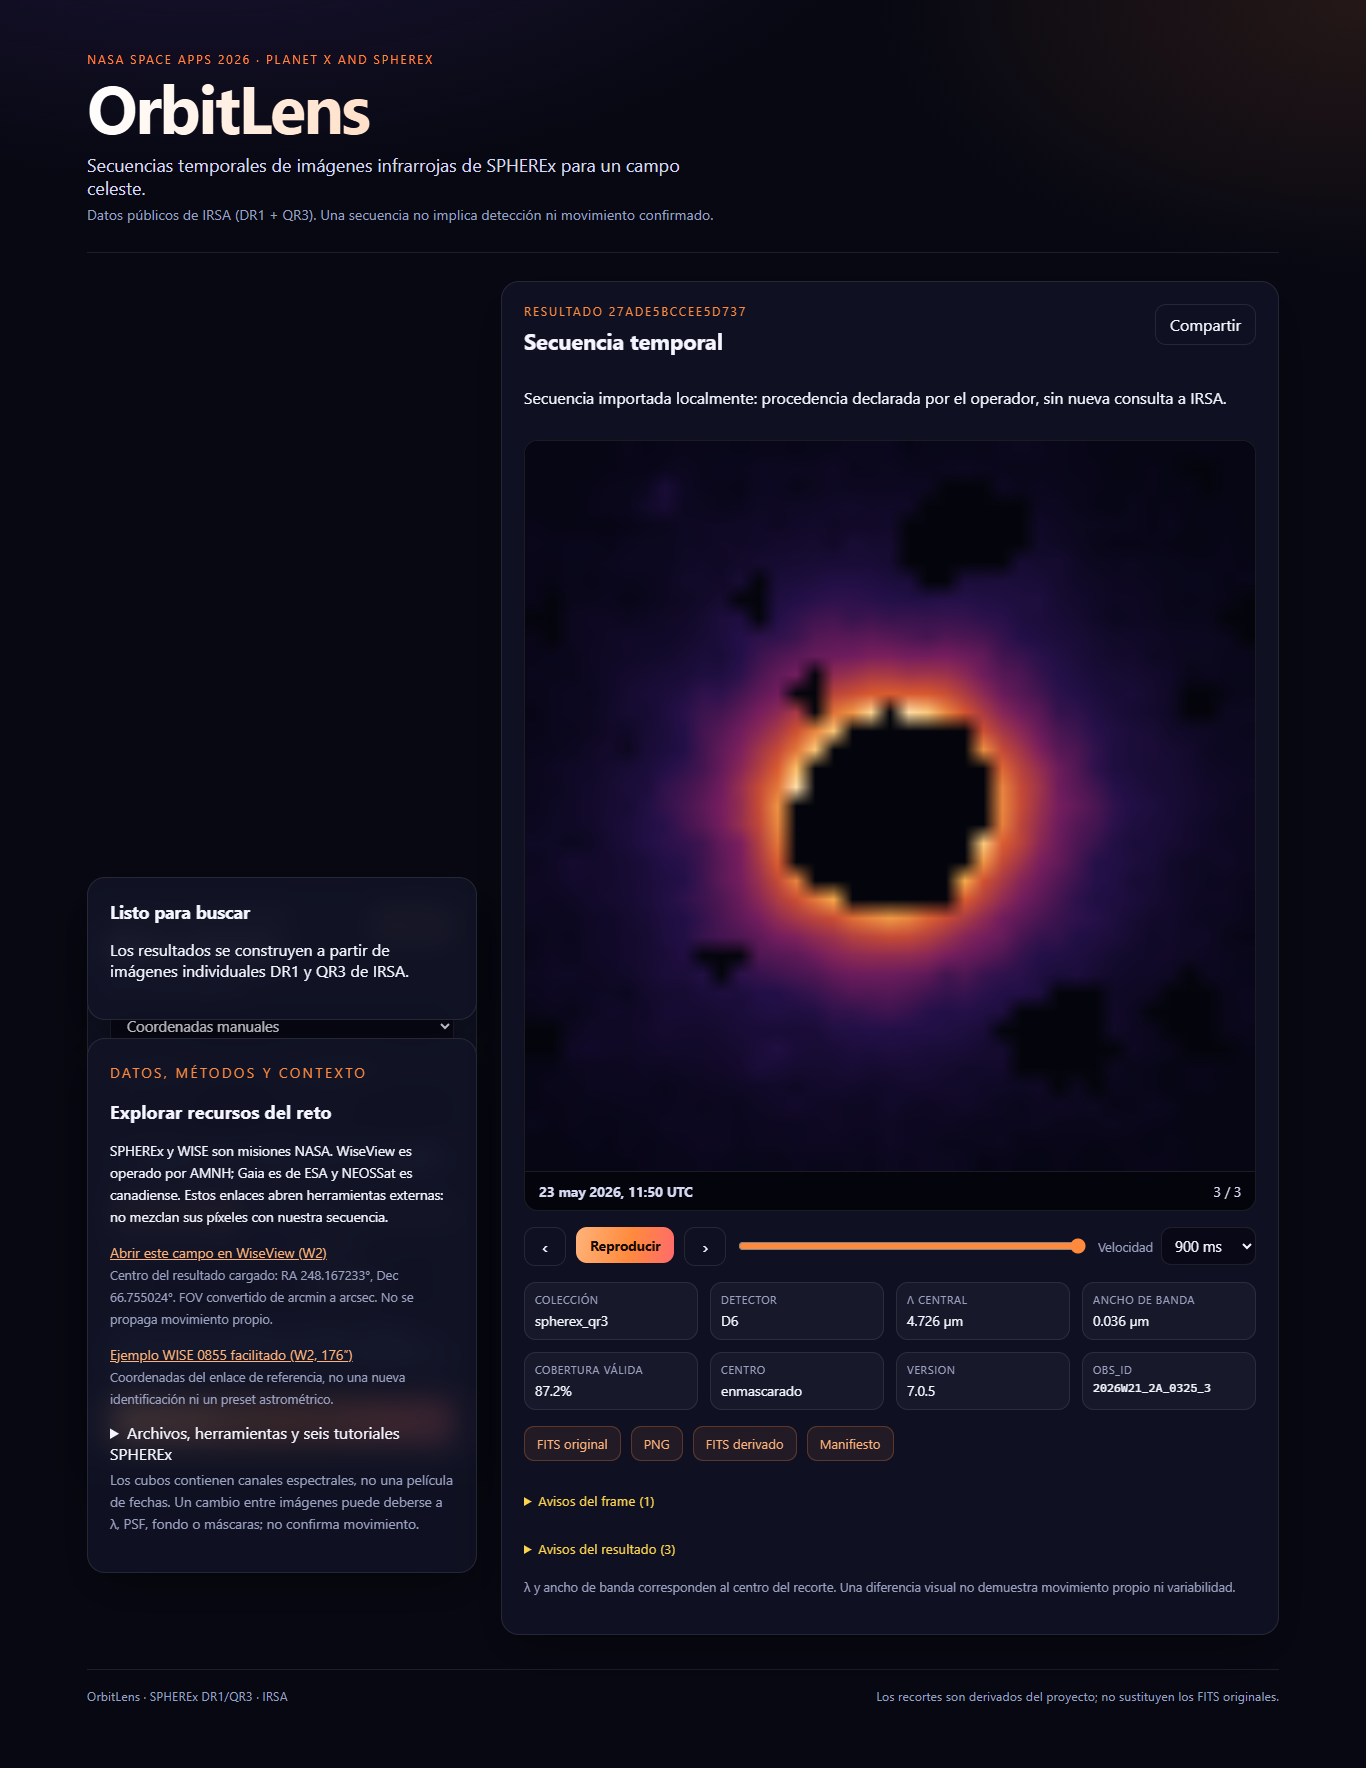 NASA SPACE APPS 2026 · PLANET X AND SPHEREX
OrbitLens
Secuencias temporales de imágenes infrarrojas de SPHEREx para un campo
celeste.
Datos públicos de IRSA (DR1 + QR3). Una secuencia no implica detección ni movimiento confirmado.
Listo para buscar
Los resultados se construyen a partir de
imágenes individuales DR1 y QR3 de IRSA.
Coordenadas manuales
DATOS, MÉTODOS Y CONTEXTO
Explorar recursos del reto
SPHEREx y WISE son misiones NASA. WiseView es
operado por AMNH; Gaia es de ESA y NEOSSat es
canadiense. Estos enlaces abren herramientas externas:
no mezclan sus píxeles con nuestra secuencia.
Abrir este campo en WiseView (W2)
Centro del resultado cargado: RA 248.167233°, Dec
66.755024°. FOV convertido de arcmin a arcsec. No se
propaga movimiento propio.
Ejemplo WISE 0855 facilitado (W2, 176″)
Coordenadas del enlace de referencia, no una nueva
identificación ni un preset astrométrico.
▶ Archivos, herramientas y seis tutoriales
SPHEREx
Los cubos contienen canales espectrales, no una película
de fechas. Un cambio entre imágenes puede deberse a
λ, PSF, fondo o máscaras; no confirma movimiento.
RESULTADO 27ADE5BCCEE5D737
Secuencia temporal
Compartir
Secuencia importada localmente: procedencia declarada por el operador, sin nueva consulta a IRSA.
23 may 2026, 11:50 UTC
3 / 3
‹ Reproducir › Velocidad 900 ms
COLECCIÓN
spherex_qr3
DETECTOR
D6
Λ CENTRAL
4.726 µm
ANCHO DE BANDA
0.036 µm
COBERTURA VÁLIDA
87.2%
CENTRO
enmascarado
VERSION
7.0.5
OBS_ID
2026W21_2A_0325_3
FITS original
PNG
FITS derivado
Manifiesto
▶ Avisos del frame (1)
▶ Avisos del resultado (3)
λ y ancho de banda corresponden al centro del recorte. Una diferencia visual no demuestra movimiento propio ni variabilidad.
OrbitLens · SPHEREx DR1/QR3 · IRSA
Los recortes son derivados del proyecto; no sustituyen los FITS originales.